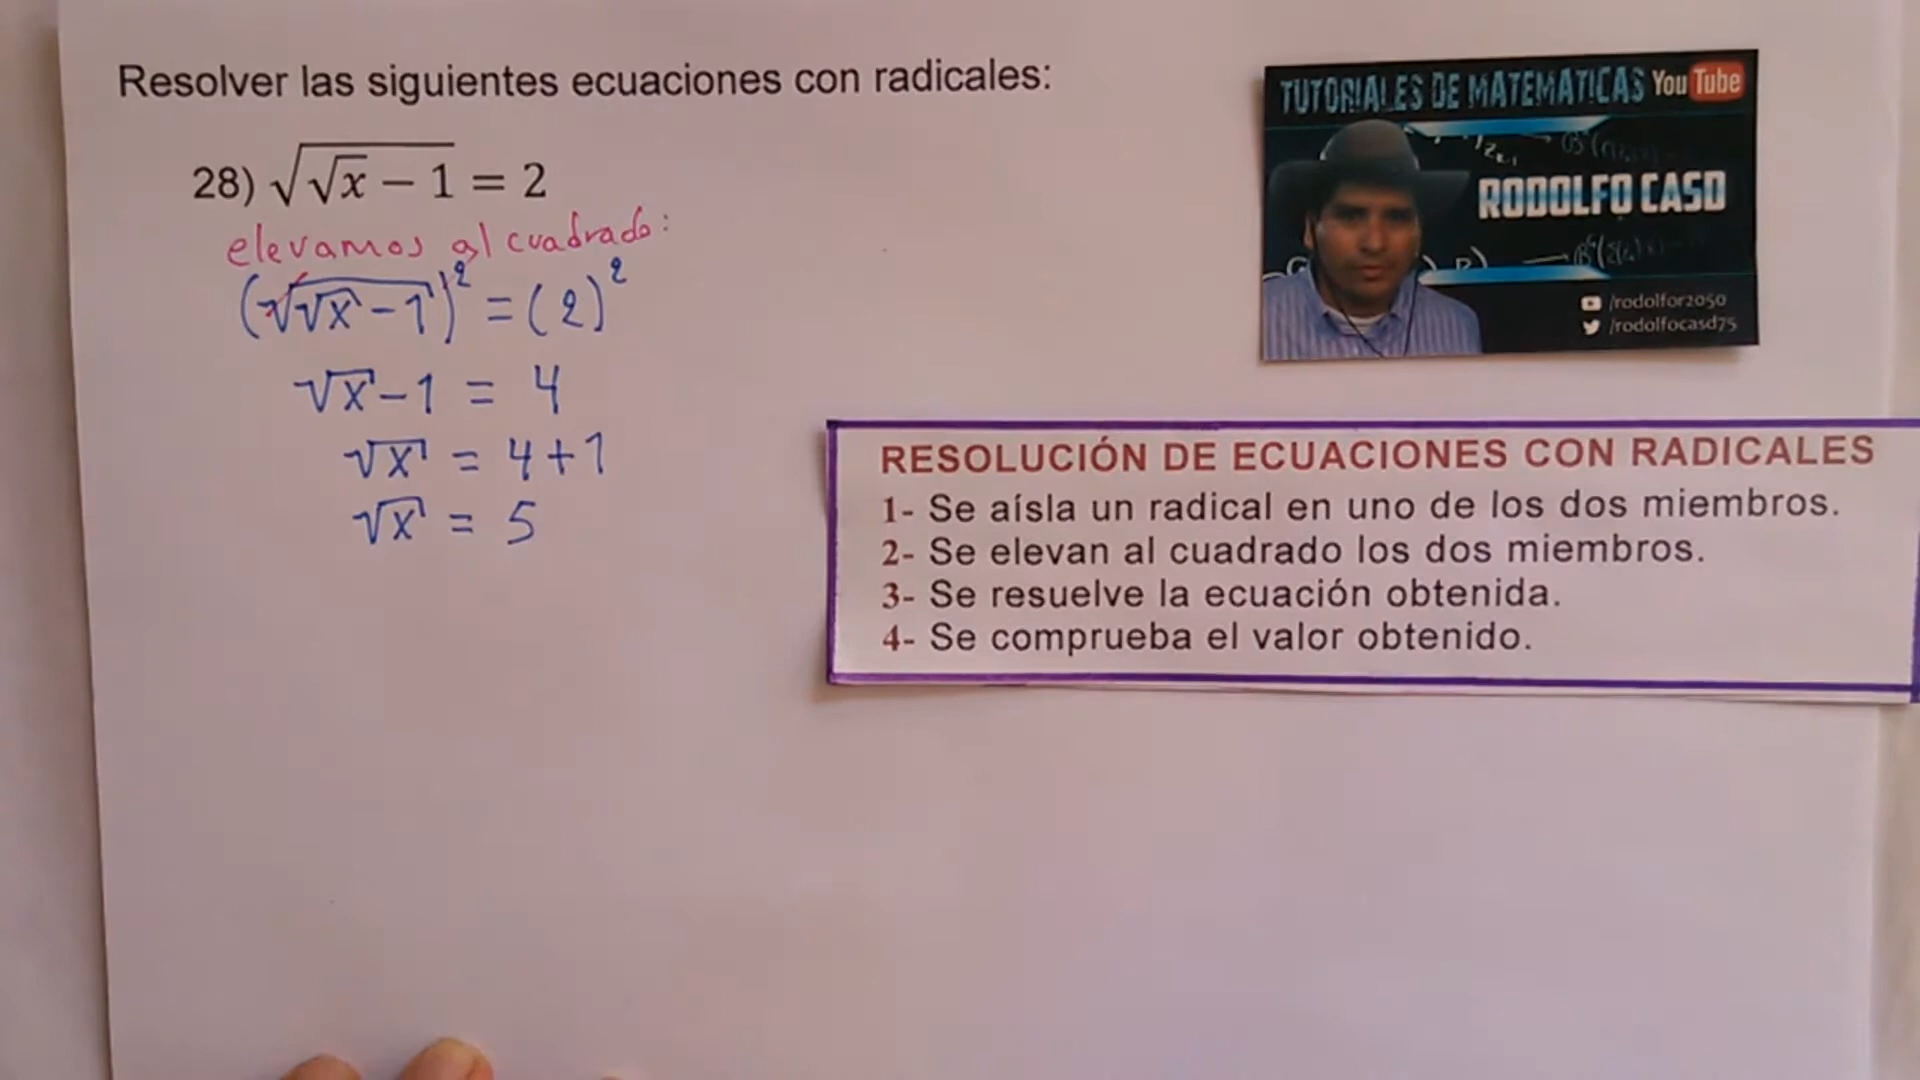 Resolver las siguientes ecuaciones con radicales:
28) √(√x − 1) = 2
elevamos al cuadrado:
(√(√x − 1))² = (2)²
√x − 1 = 4
√x = 4 + 1
√x = 5
TUTORIALES DE MATEMATICAS YouTube
RODOLFO CASD
/rodolfor2050
/rodolfocasd75
RESOLUCIÓN DE ECUACIONES CON RADICALES
1- Se aísla un radical en uno de los dos miembros.
2- Se elevan al cuadrado los dos miembros.
3- Se resuelve la ecuación obtenida.
4- Se comprueba el valor obtenido.